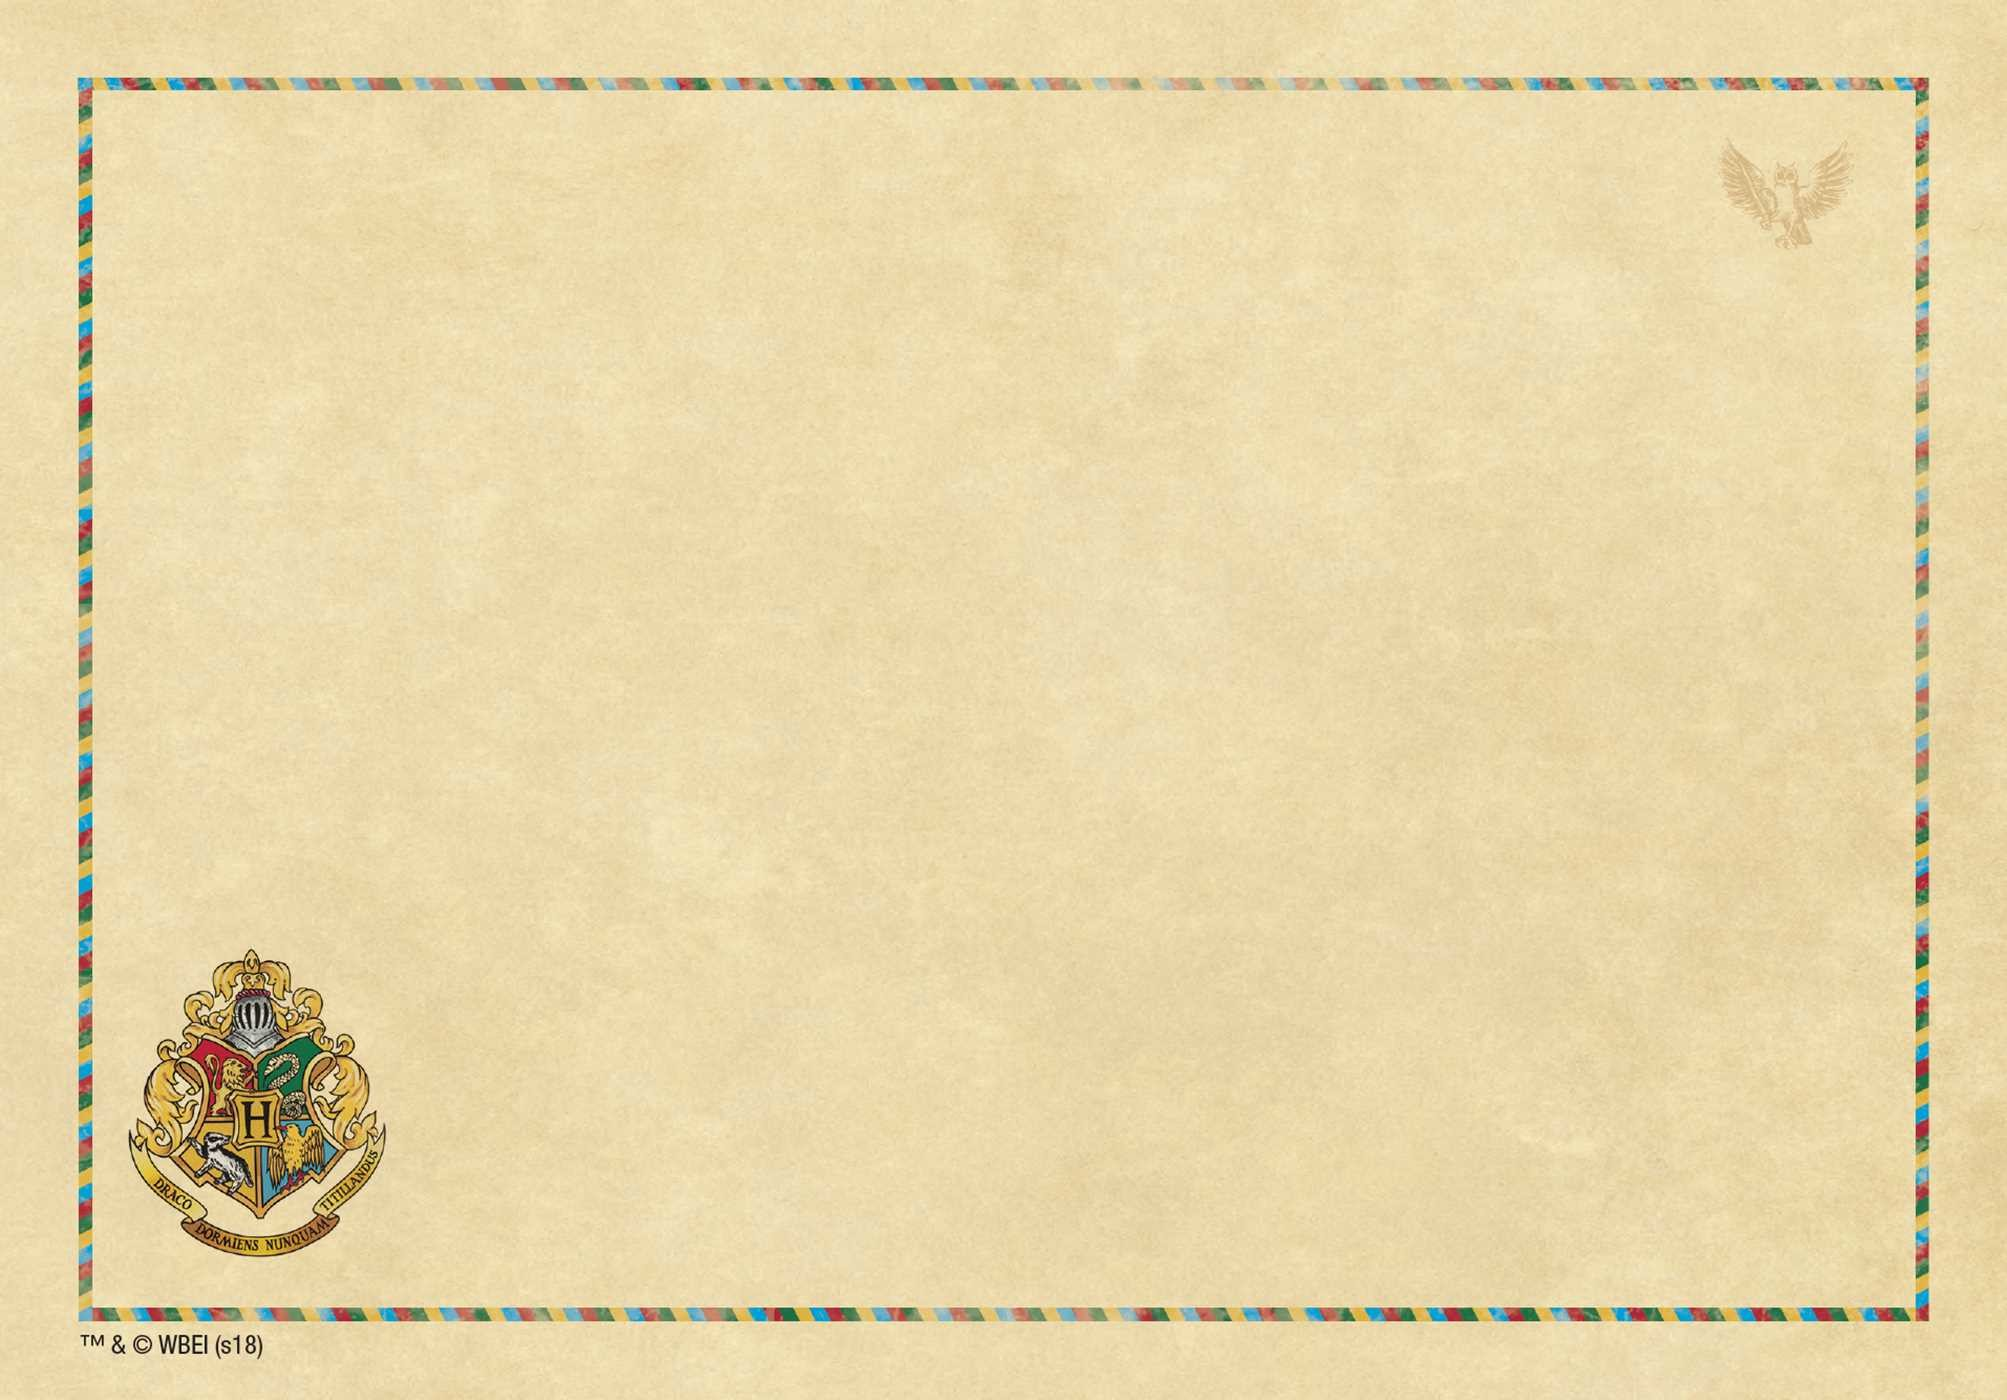 H
DRACO
DORMIENS NUNQUAM
TITILLANDUS
™ & © WBEI (s18)